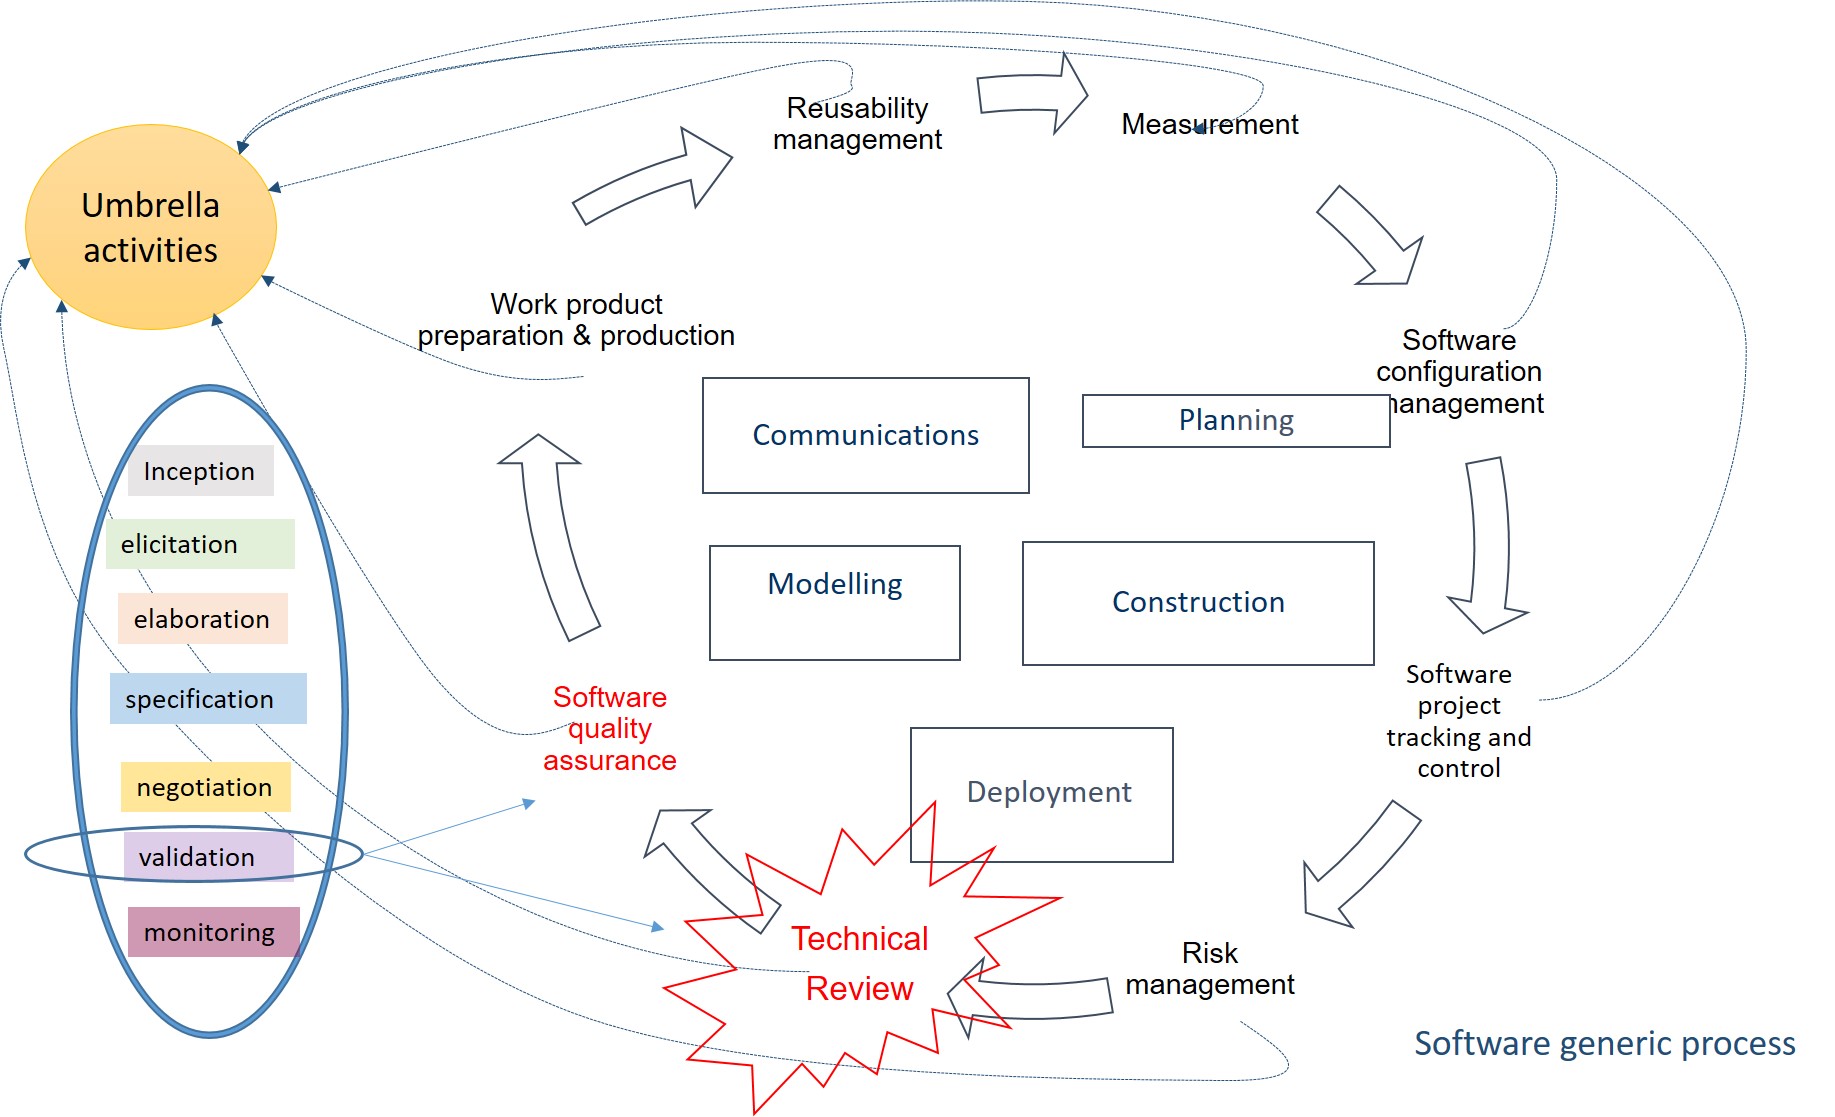 Reusability
management
Measurement
Umbrella
activities
Work product
preparation & production
Software
configuration
management
Communications
Planning
Inception
elicitation
elaboration
specification
negotiation
validation
monitoring
Modelling
Construction
Software
quality
assurance
Software
project
tracking and
control
Deployment
Technical
Review
Risk
management
Software generic process